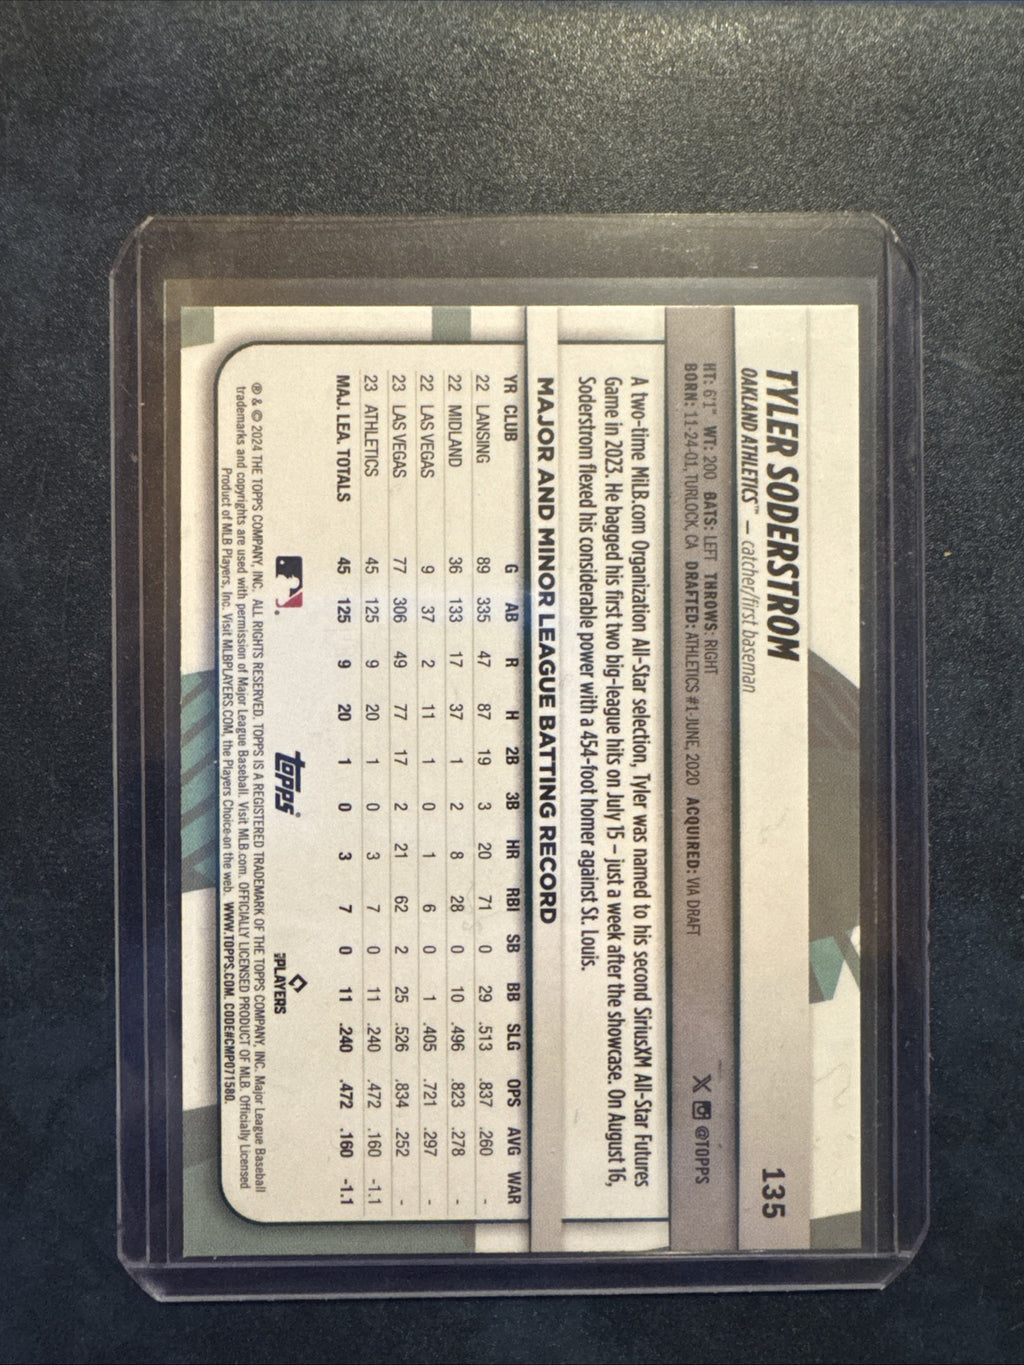 135
TYLER SODERSTROM
OAKLAND ATHLETICS™ – catcher/first baseman
HT: 6'1" WT: 200 BATS: LEFT THROWS: RIGHT
BORN: 11-24-01, TURLOCK, CA DRAFTED: ATHLETICS #1-JUNE, 2020 ACQUIRED: VIA DRAFT
X @TOPPS
A two-time MiLB.com Organization All-Star selection, Tyler was named to his second SiriusXM All-Star Futures
Game in 2023. He bagged his first two big-league hits on July 15 – just a week after the showcase. On August 16,
Soderstrom flexed his considerable power with a 454-foot homer against St. Louis.
MAJOR AND MINOR LEAGUE BATTING RECORD
YR CLUB G AB R H 2B 3B HR RBI SB BB SLG OPS AVG WAR
22 LANSING 89 335 47 87 19 3 20 71 0 29 .513 .837 .260 -
22 MIDLAND 36 133 17 37 1 2 8 28 0 10 .496 .823 .278 -
22 LAS VEGAS 9 37 2 11 1 0 1 6 0 1 .405 .721 .297 -
23 LAS VEGAS 77 306 49 77 17 2 21 62 2 25 .526 .834 .252 -
23 ATHLETICS 45 125 9 20 1 0 3 7 0 11 .240 .472 .160 -1.1
MAJ. LEA. TOTALS 45 125 9 20 1 0 3 7 0 11 .240 .472 .160 -1.1
topps®
PLAYERS
® & © 2024 THE TOPPS COMPANY, INC. ALL RIGHTS RESERVED. TOPPS IS A REGISTERED TRADEMARK OF THE TOPPS COMPANY, INC. Major League Baseball
trademarks and copyrights are used with permission of Major League Baseball. Visit MLB.com. OFFICIALLY LICENSED PRODUCT OF MLB. Officially Licensed
Product of MLB Players, Inc. Visit MLBPLAYERS.COM, the Players Choice on the web. WWW.TOPPS.COM. CODE#CMP071580.